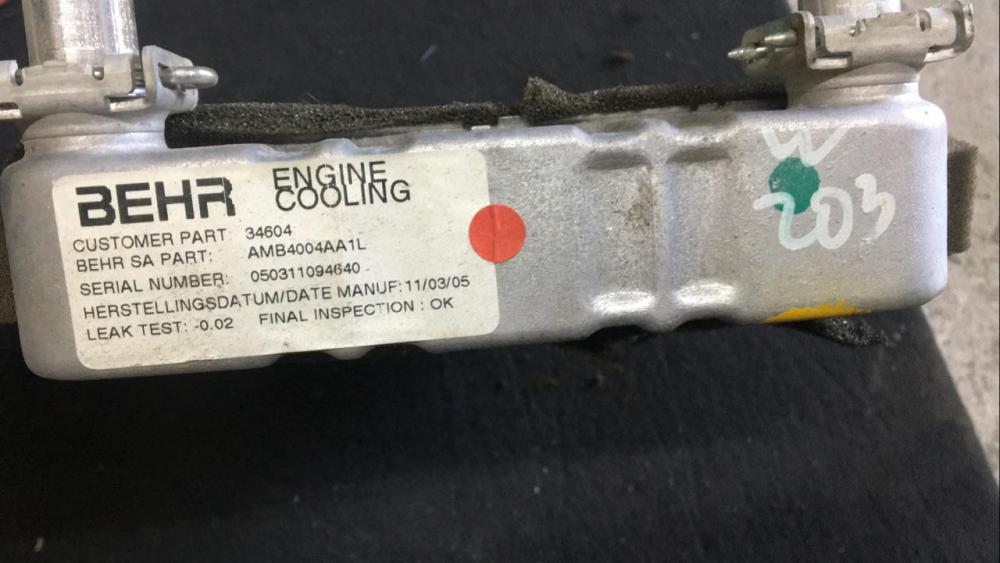 BEHR
ENGINE
COOLING
CUSTOMER PART 34604
BEHR SA PART: AMB4004AA1L
SERIAL NUMBER: 050311094640
HERSTELLINGSDATUM/DATE MANUF: 11/03/05
LEAK TEST: -0.02 FINAL INSPECTION : OK
W
203